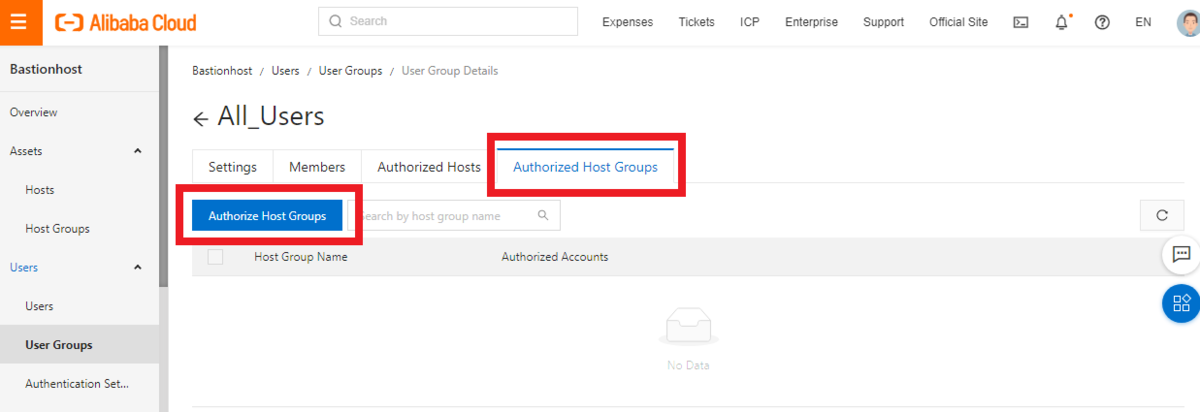 Alibaba Cloud
Search
Expenses Tickets ICP Enterprise Support Official Site EN
Bastionhost
Overview
Assets
Hosts
Host Groups
Users
Users
User Groups
Authentication Set...
Bastionhost / Users / User Groups / User Group Details
All_Users
Settings Members Authorized Hosts Authorized Host Groups
Authorize Host Groups
earch by host group name
Host Group Name Authorized Accounts
No Data